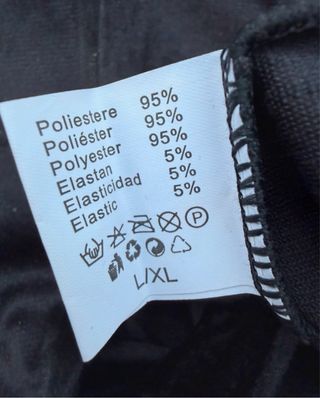 Poliestere 95%
Poliéster 95%
Polyester 95%
Elastan 5%
Elasticidad 5%
Elastic 5%
P
L/XL